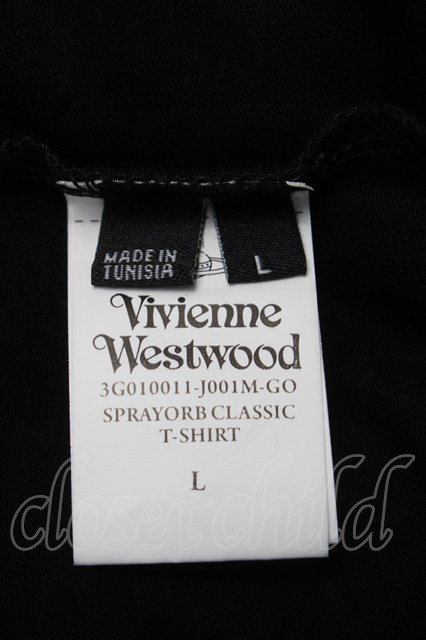 MADE IN
TUNISIA
L
Vivienne
Westwood
3G010011-J001M-GO
SPRAYORB CLASSIC
T-SHIRT
L
closetchild